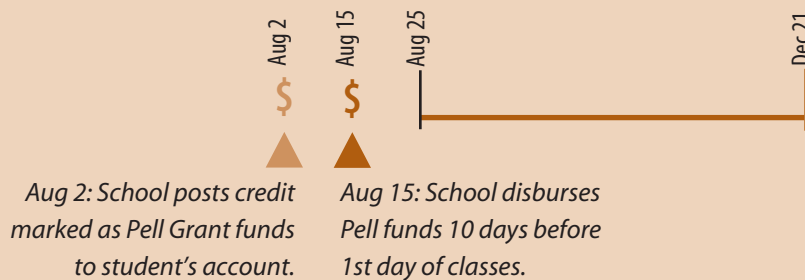 Aug 2
Aug 15
Aug 25
Dec 21
$
$
Aug 2: School posts credit
marked as Pell Grant funds
to student's account.
Aug 15: School disburses
Pell funds 10 days before
1st day of classes.